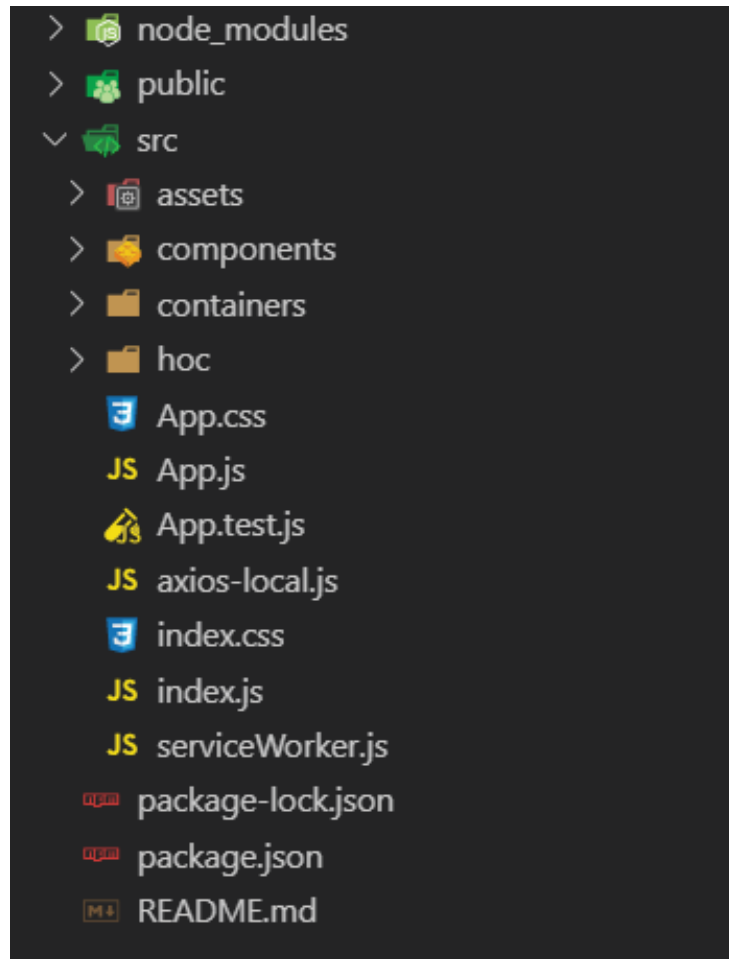 node_modules
public
src
assets
components
containers
hoc
App.css
JS App.js
App.test.js
JS axios-local.js
index.css
JS index.js
JS serviceWorker.js
package-lock.json
package.json
README.md